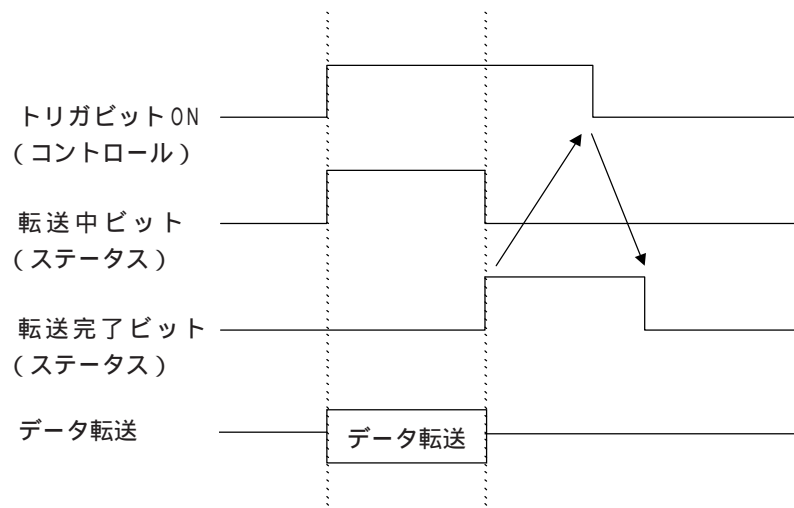 トリガビットON
(コントロール)
転送中ビット
(ステータス)
転送完了ビット
(ステータス)
データ転送
データ転送